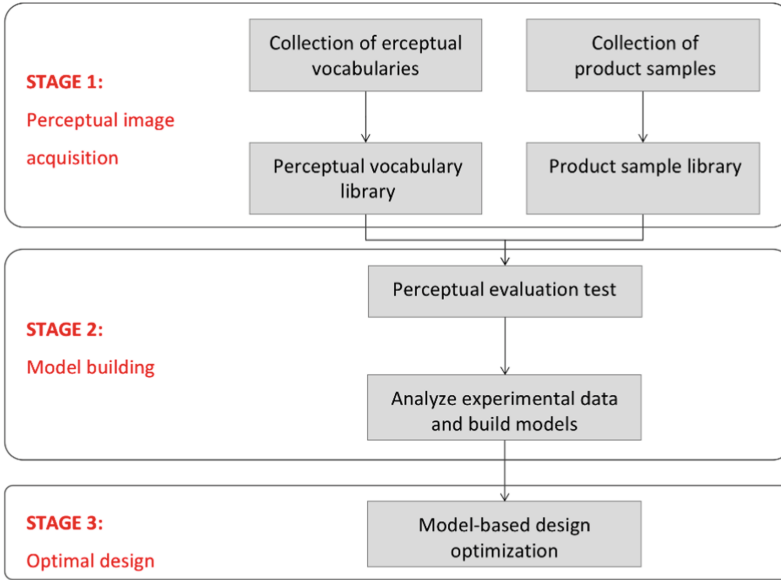 STAGE 1:
Perceptual image
acquisition
Collection of erceptual
vocabularies
Collection of
product samples
Perceptual vocabulary
library
Product sample library
STAGE 2:
Model building
Perceptual evaluation test
Analyze experimental data
and build models
STAGE 3:
Optimal design
Model-based design
optimization